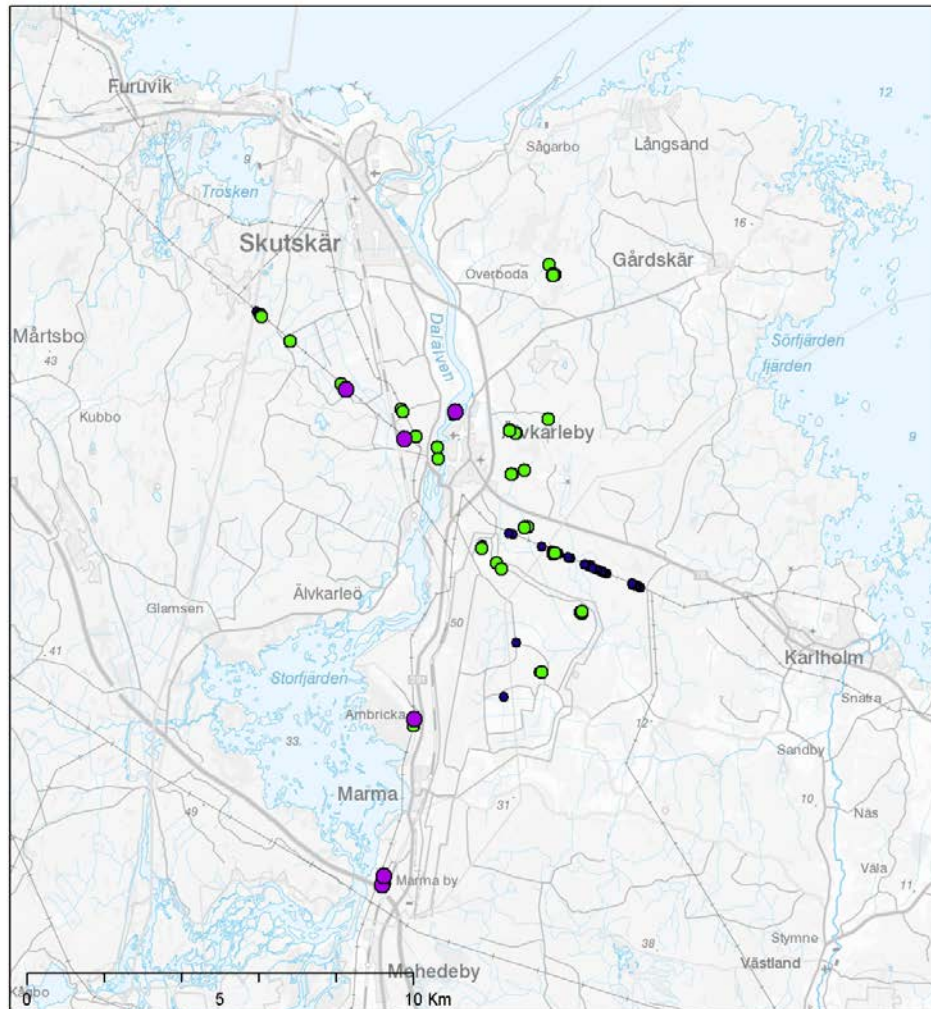 Furuvik
12
Sågarbo
Långsand
9
Trösken
16
Skutskär
Gårdskär
Överboda
Dalälven
Mårtsbo
Sörfjärden
fjärden
43
Kubbo
Älvkarleby
9
Älvkarleö
Glamsen
50
41
Karlholm
Storfjärden
Snatra
Ambricka
12
33
Sandby
Marma
31
10
49
Näs
Marma by
Väla
11
Stymne
38
Västland
Mehedeby
0
5
10 Km